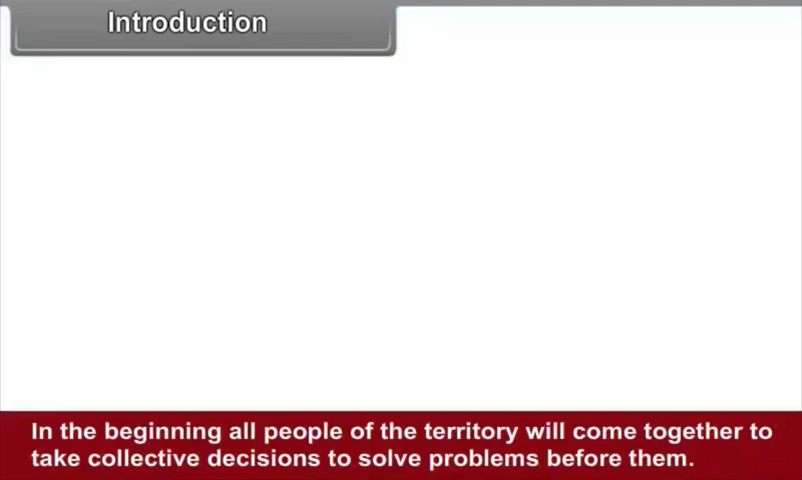 Introduction
In the beginning all people of the territory will come together to
take collective decisions to solve problems before them.